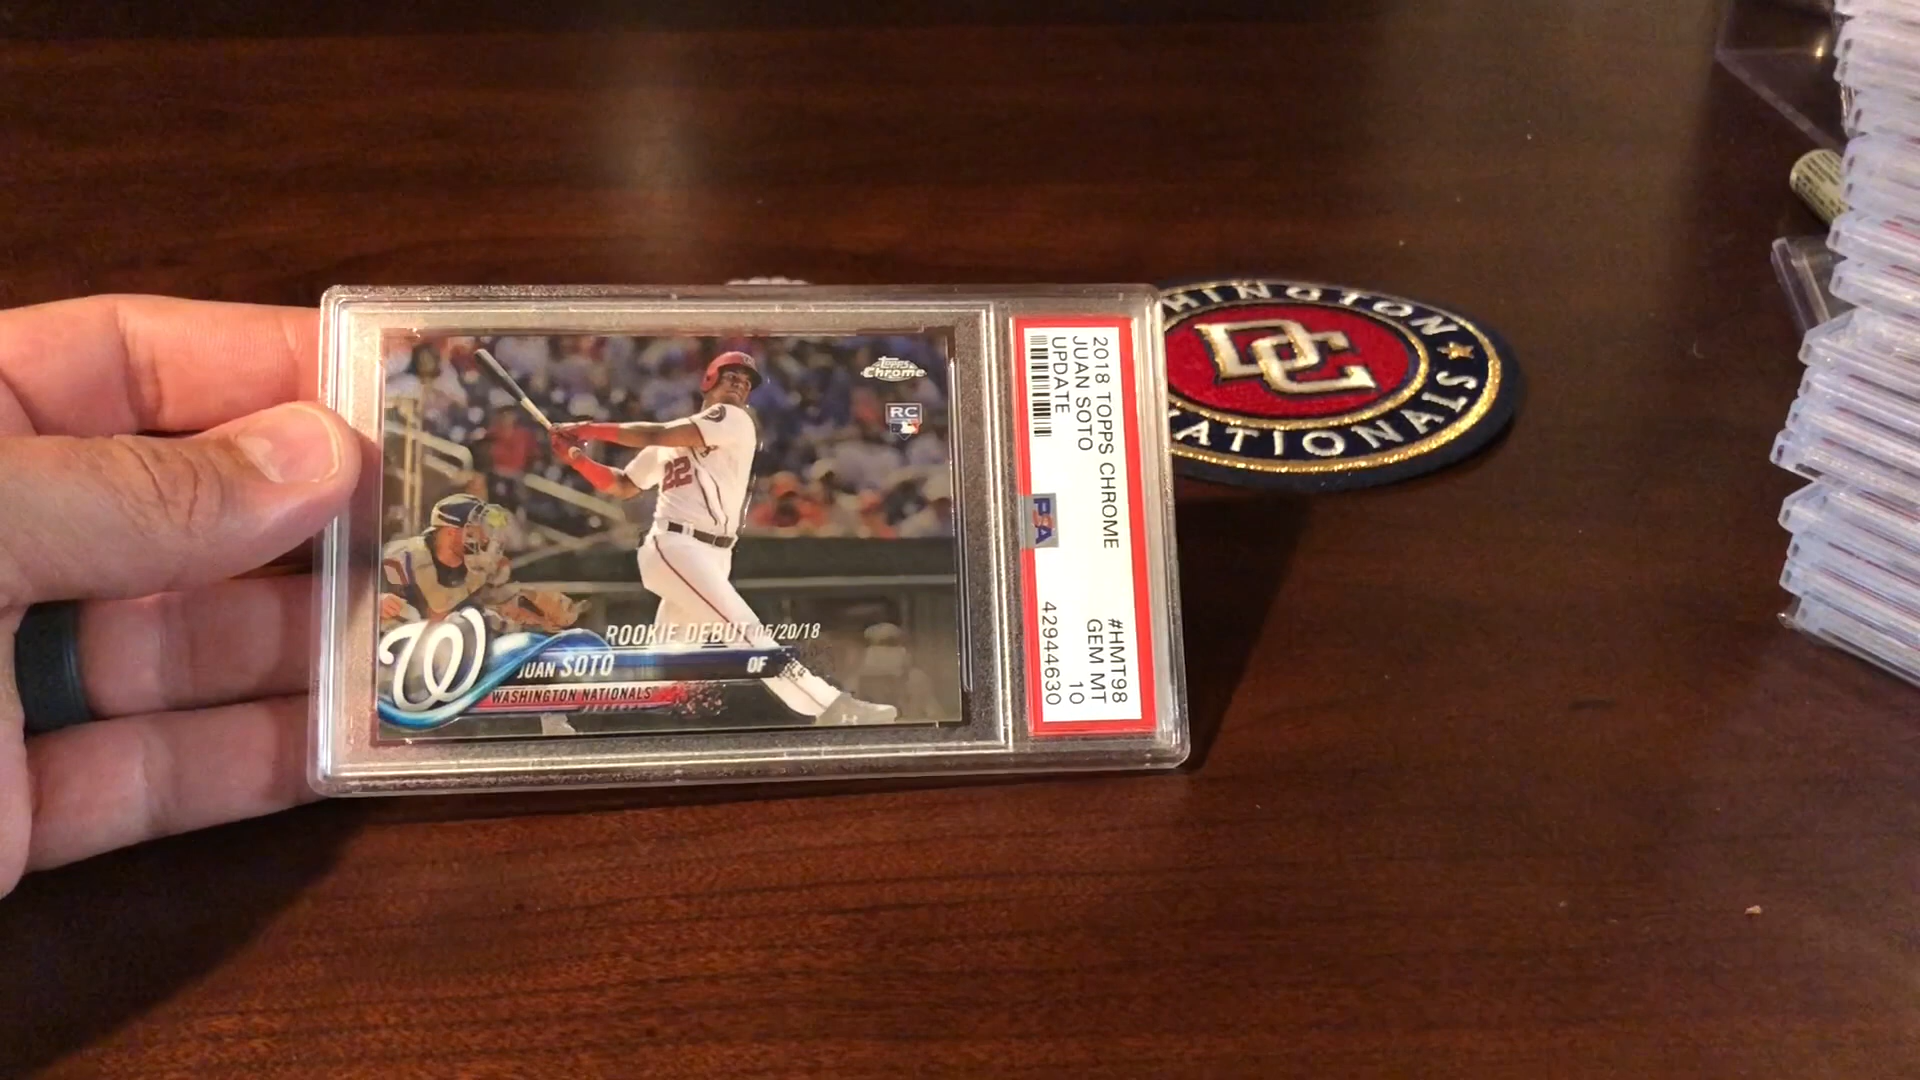 Topps
Chrome
RC
22
ROOKIE DEBUT 05/20/18
JUAN SOTO
OF
WASHINGTON NATIONALS
W
2018 TOPPS CHROME
JUAN SOTO
UPDATE
PSA
#HMT98
GEM MT
10
42944630
HINGTON
DC
NATIONALS